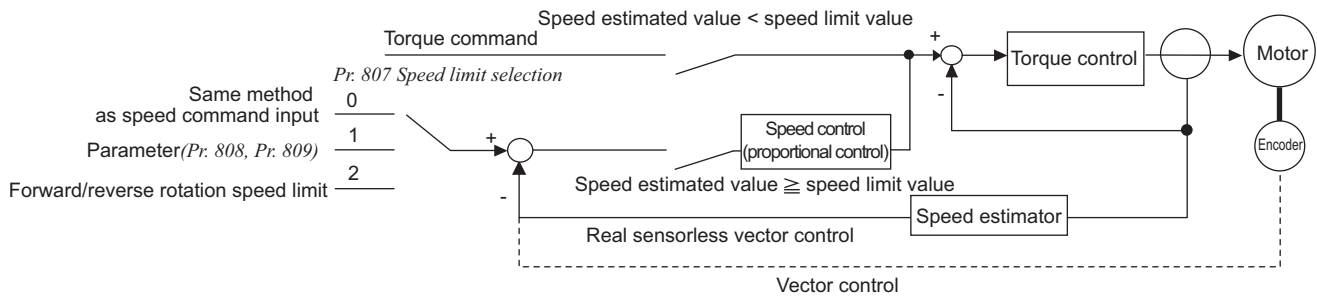 Speed estimated value < speed limit value
Torque command
Pr. 807 Speed limit selection
Same method
as speed command input
0
1
Parameter(Pr. 808, Pr. 809)
2
Forward/reverse rotation speed limit
+
-
Speed control
(proportional control)
Speed estimated value ≧ speed limit value
+
-
Torque control
Motor
Encoder
Speed estimator
Real sensorless vector control
Vector control